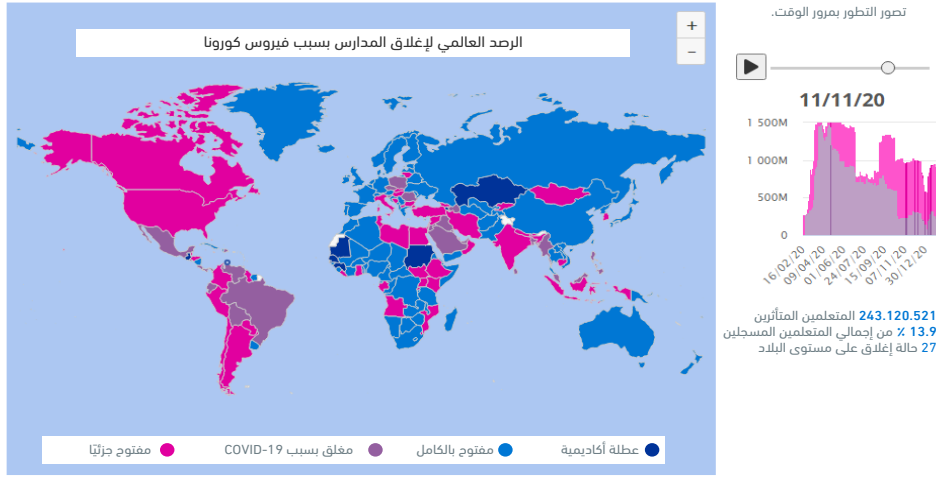 الرصد العالمي لإغلاق المدارس بسبب فيروس كورونا
+
−
تصور التطور بمرور الوقت.
11/11/20
1 500M
1 000M
500M
0
16/02/20
09/04/20
01/06/20
24/07/20
15/09/20
07/11/20
30/12/20
243.120.521 المتعلمين المتأثرين
13.9 ٪ من إجمالي المتعلمين المسجلين
27 حالة إغلاق على مستوى البلاد
عطلة أكاديمية
مفتوح بالكامل
مغلق بسبب COVID-19
مفتوح جزئيًا